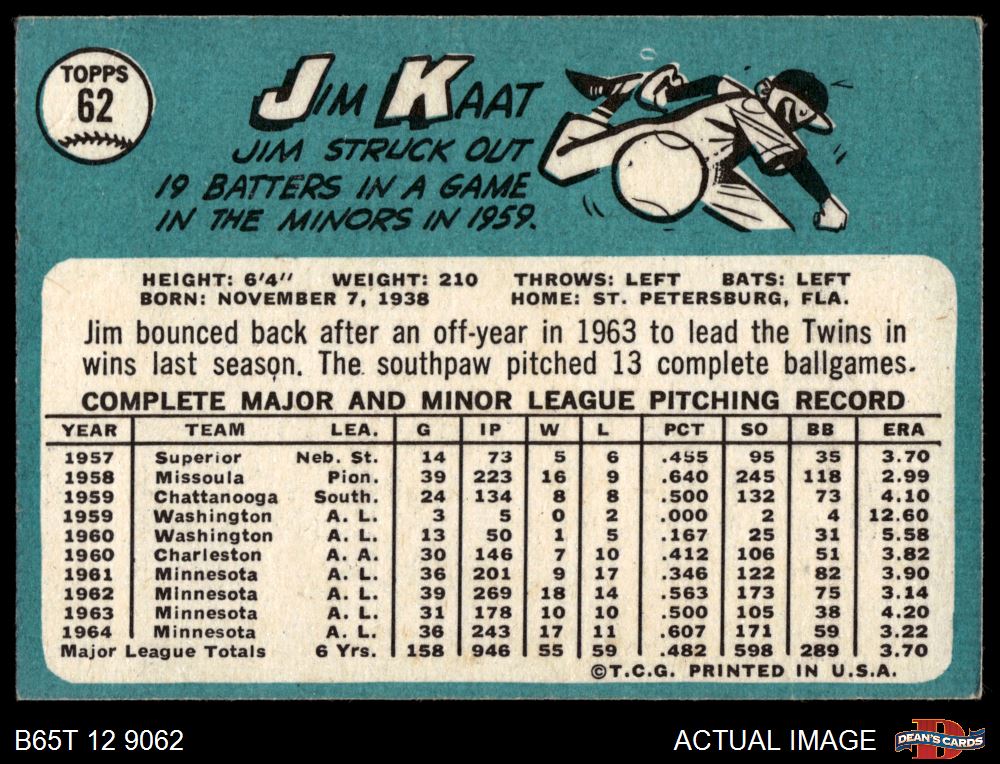 TOPPS
62
JIM KAAT
JIM STRUCK OUT
19 BATTERS IN A GAME
IN THE MINORS IN 1959.
HEIGHT: 6'4" WEIGHT: 210 THROWS: LEFT BATS: LEFT
BORN: NOVEMBER 7, 1938 HOME: ST. PETERSBURG, FLA.
Jim bounced back after an off-year in 1963 to lead the Twins in
wins last season. The southpaw pitched 13 complete ballgames.
COMPLETE MAJOR AND MINOR LEAGUE PITCHING RECORD
YEAR TEAM LEA. G IP W L PCT SO BB ERA
1957 Superior Neb. St. 14 73 5 6 .455 95 35 3.70
1958 Missoula Pion. 39 223 16 9 .640 245 118 2.99
1959 Chattanooga South. 24 134 8 8 .500 132 73 4.10
1959 Washington A. L. 3 5 0 2 .000 2 4 12.60
1960 Washington A. L. 13 50 1 5 .167 25 31 5.58
1960 Charleston A. A. 30 146 7 10 .412 106 51 3.82
1961 Minnesota A. L. 36 201 9 17 .346 122 82 3.90
1962 Minnesota A. L. 39 269 18 14 .563 173 75 3.14
1963 Minnesota A. L. 31 178 10 10 .500 105 38 4.20
1964 Minnesota A. L. 36 243 17 11 .607 171 59 3.22
Major League Totals 6 Yrs. 158 946 55 59 .482 598 289 3.70
©T.C.G. PRINTED IN U.S.A.
B65T 12 9062 ACTUAL IMAGE DEAN'S CARDS